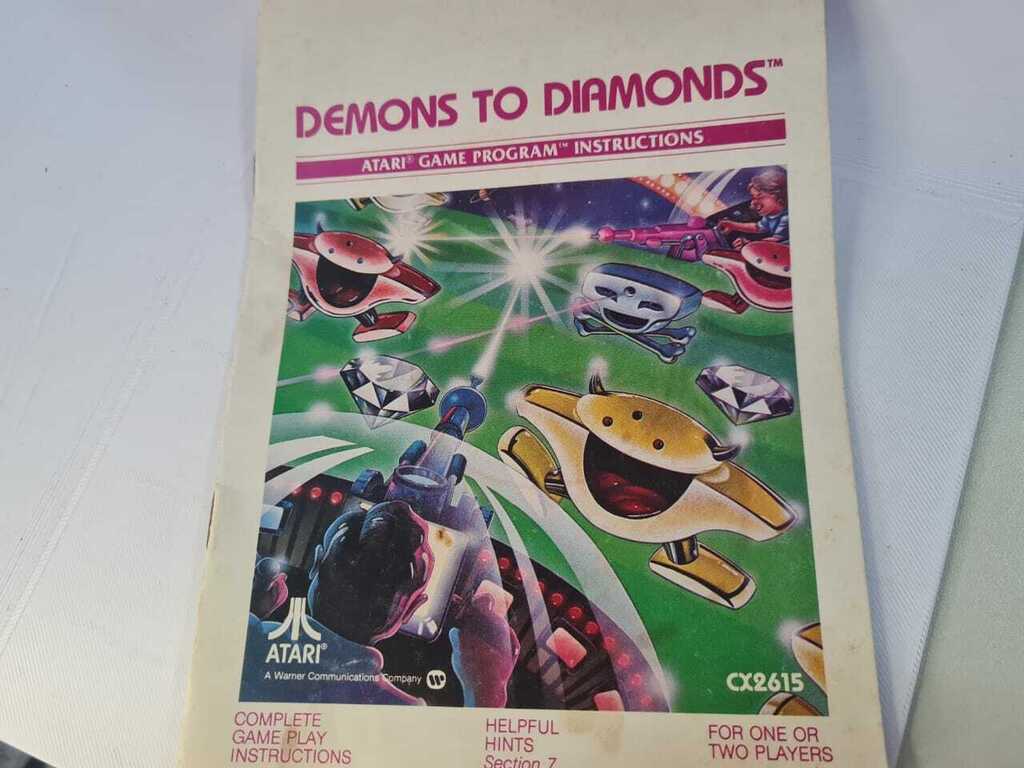 DEMONS TO DIAMONDS™
ATARI® GAME PROGRAM™ INSTRUCTIONS
ATARI®
A Warner Communications Company
CX2615
COMPLETE
GAME PLAY
INSTRUCTIONS
HELPFUL
HINTS
Section 7
FOR ONE OR
TWO PLAYERS